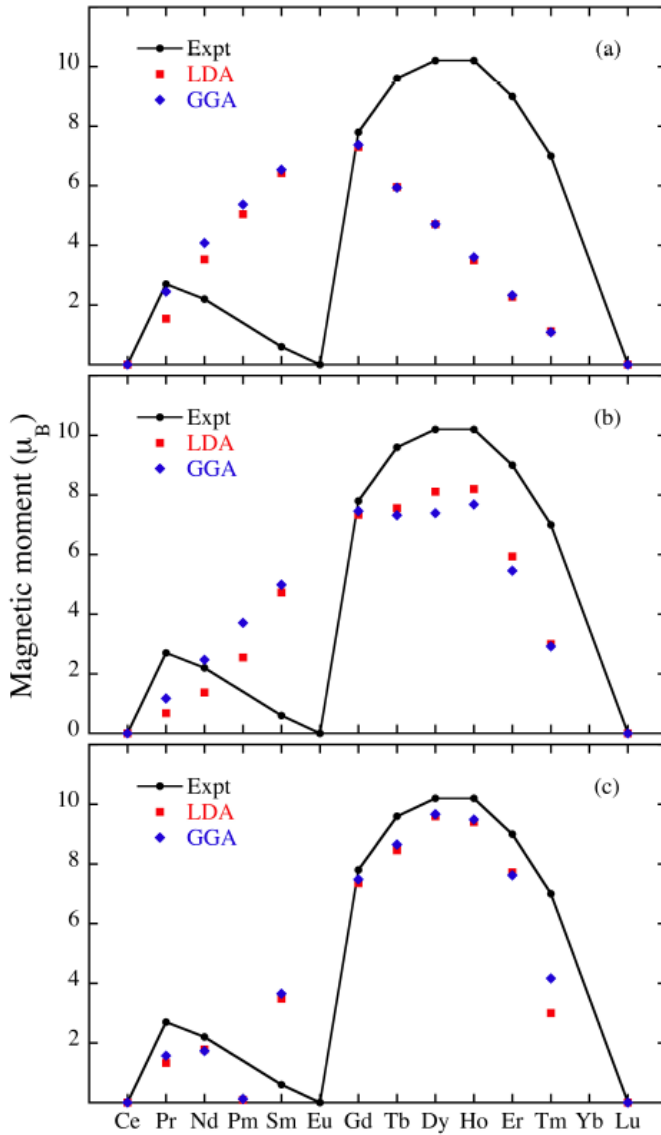 (a)
Expt
LDA
GGA
10
8
6
4
2
(b)
Expt
LDA
GGA
10
8
6
4
2
0
Magnetic moment (μ_B)
(c)
Expt
LDA
GGA
10
8
6
4
2
Ce Pr Nd Pm Sm Eu Gd Tb Dy Ho Er Tm Yb Lu